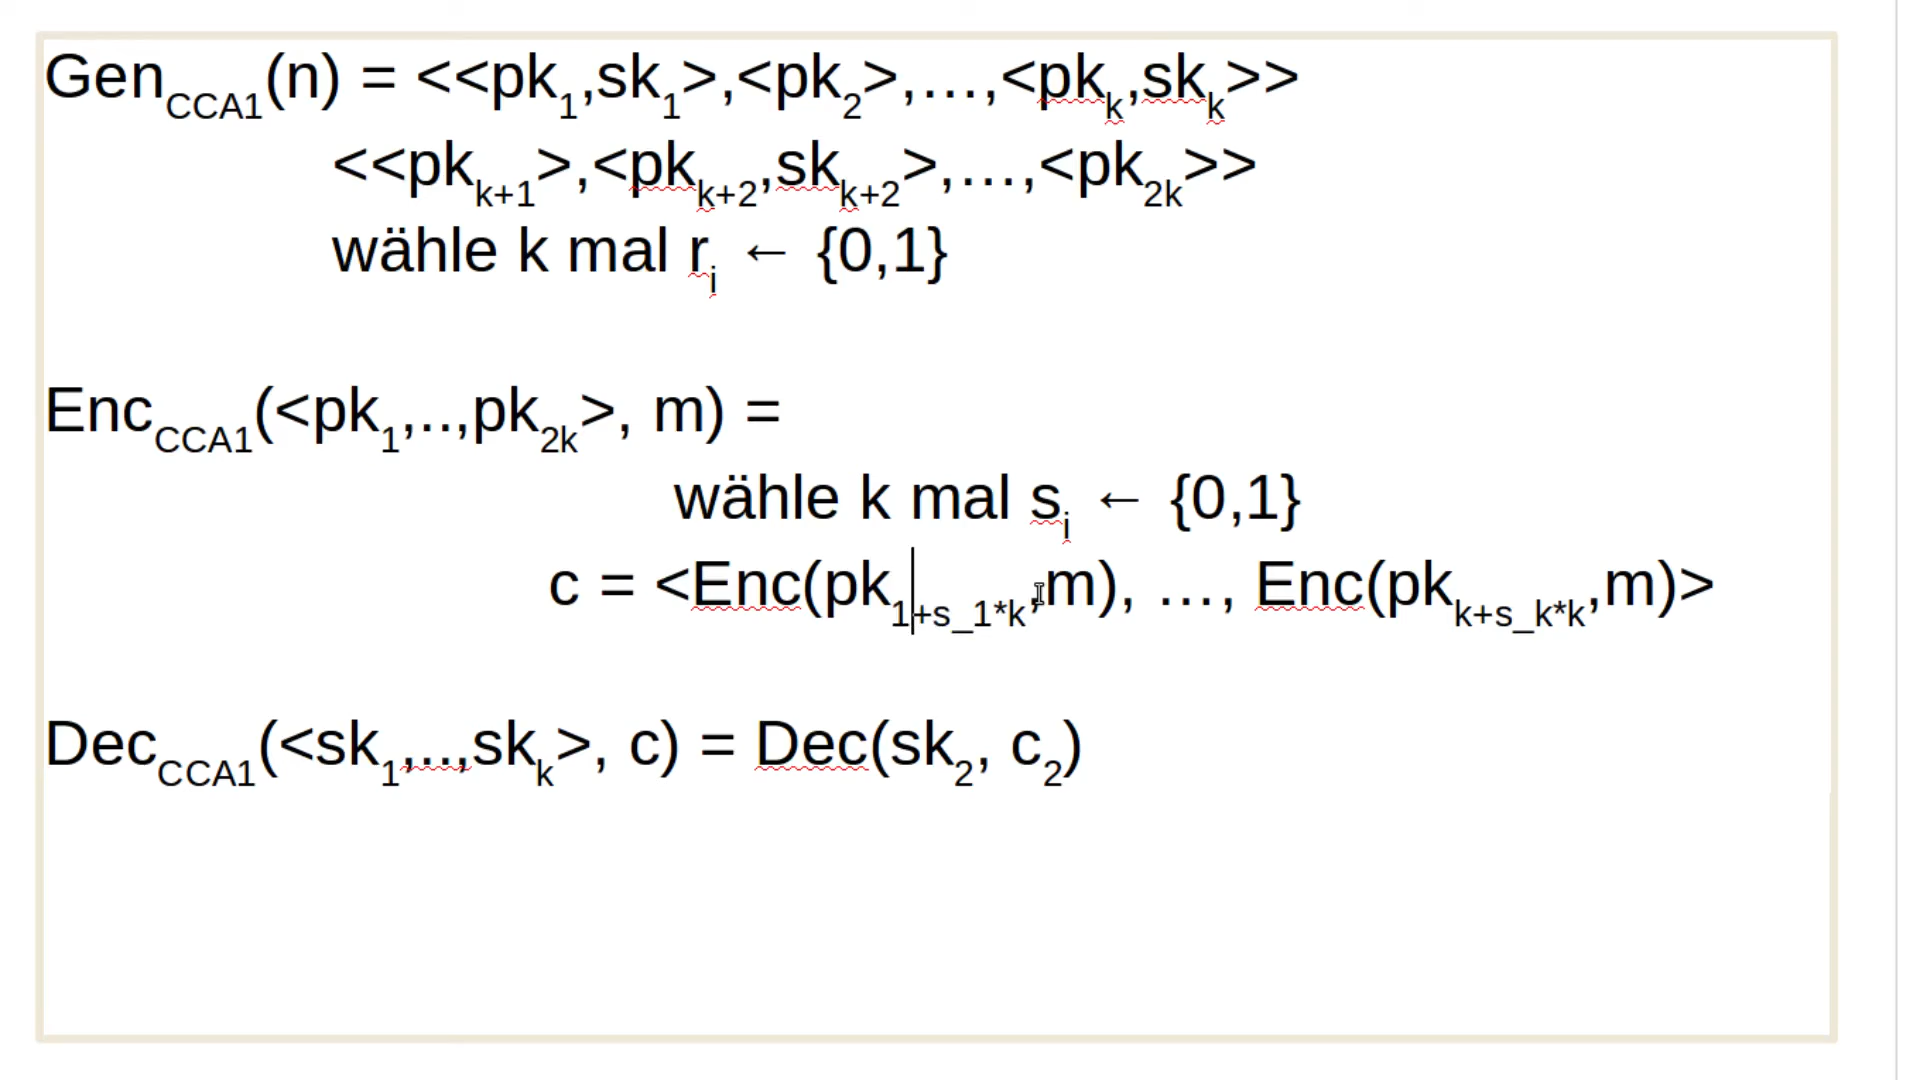 Gen_CCA1(n) = <<pk_1,sk_1>,<pk_2>,…,<pk_k,sk_k>>
<<pk_k+1>,<pk_k+2,sk_k+2>,…,<pk_2k>>
wähle k mal r_i ← {0,1}
Enc_CCA1(<pk_1,..,pk_2k>, m) =
wähle k mal s_i ← {0,1}
c = <Enc(pk_1+s_1*k,m), …, Enc(pk_k+s_k*k,m)>
Dec_CCA1(<sk_1,..,sk_k>, c) = Dec(sk_2, c_2)